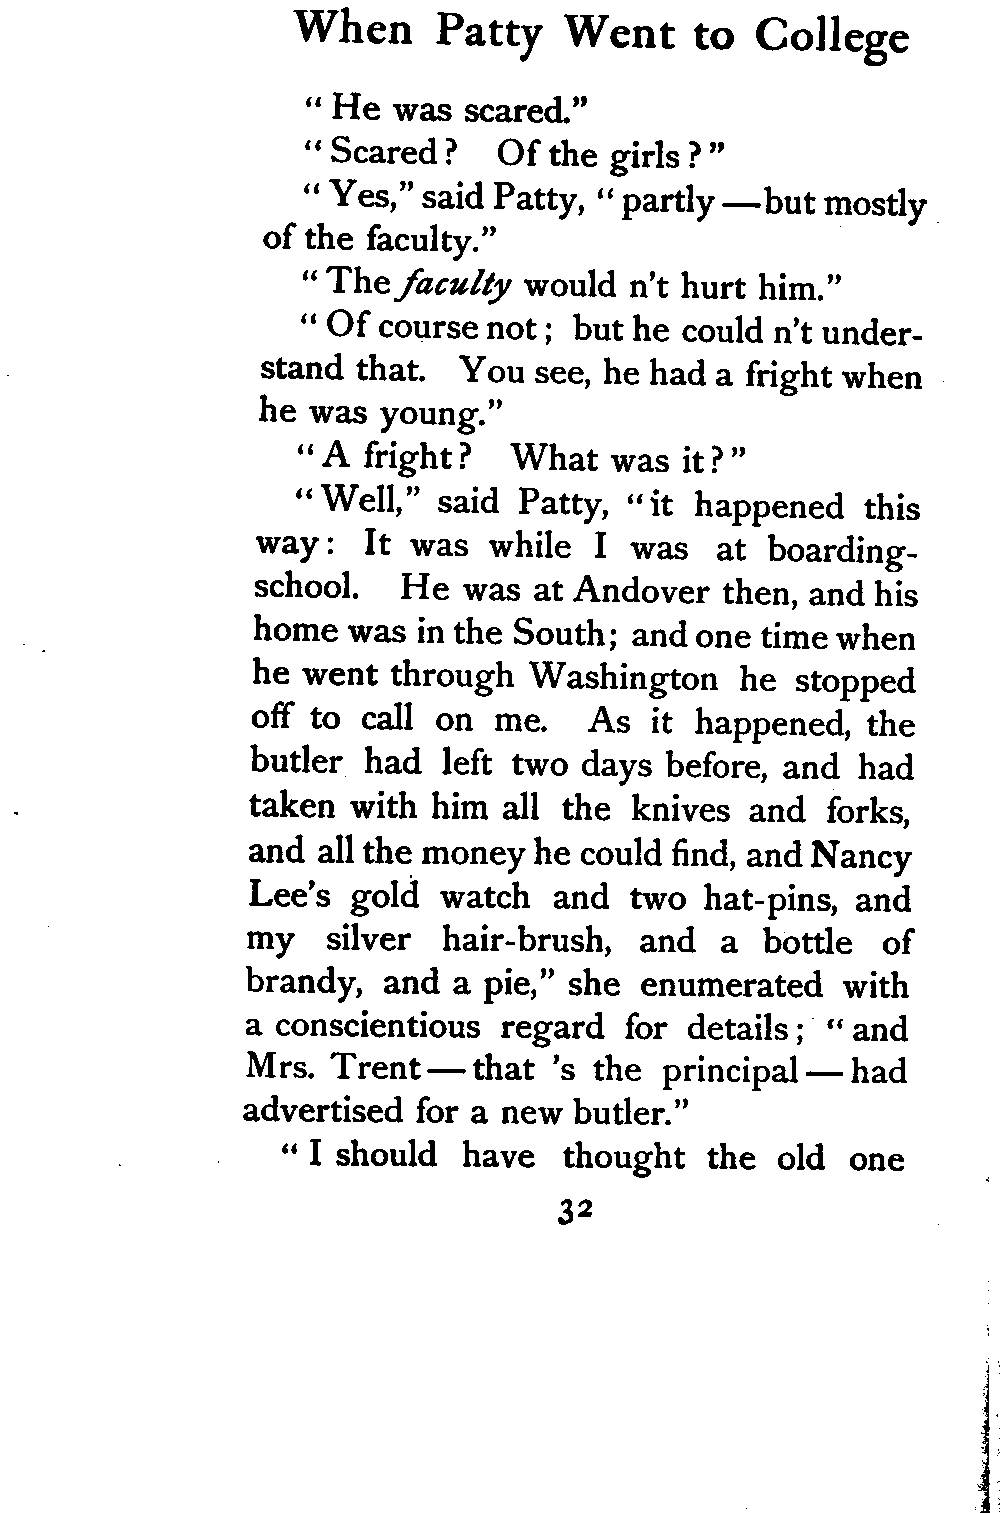 When Patty Went to College
" He was scared."
" Scared ? Of the girls ? "
" Yes," said Patty, " partly — but mostly
of the faculty."
" The faculty would n't hurt him."
" Of course not ; but he could n't under-
stand that. You see, he had a fright when
he was young."
" A fright ? What was it ? "
" Well," said Patty, " it happened this
way : It was while I was at boarding-
school. He was at Andover then, and his
home was in the South ; and one time when
he went through Washington he stopped
off to call on me. As it happened, the
butler had left two days before, and had
taken with him all the knives and forks,
and all the money he could find, and Nancy
Lee's gold watch and two hat-pins, and
my silver hair-brush, and a bottle of
brandy, and a pie," she enumerated with
a conscientious regard for details ; " and
Mrs. Trent — that 's the principal — had
advertised for a new butler."
" I should have thought the old one
32